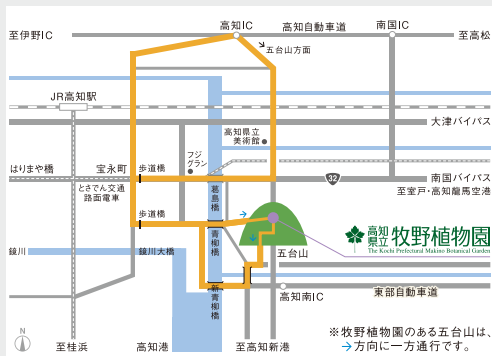 高知IC
高知自動車道
南国IC
至伊野IC
至高松
五台山方面
JR高知駅
大津バイパス
高知県立
美術館
フジ
グラン
はりまや橋
宝永町
歩道橋
葛島橋
32
南国バイパス
至室戸・高知龍馬空港
とさでん交通
路面電車
歩道橋
青柳橋
高知
県立
牧野植物園
The Kochi Prefectural Makino Botanical Garden
鏡川
鏡川大橋
五台山
新青柳橋
高知南IC
東部自動車道
N
至桂浜
高知港
至高知新港
※牧野植物園のある五台山は、
→方向に一方通行です。